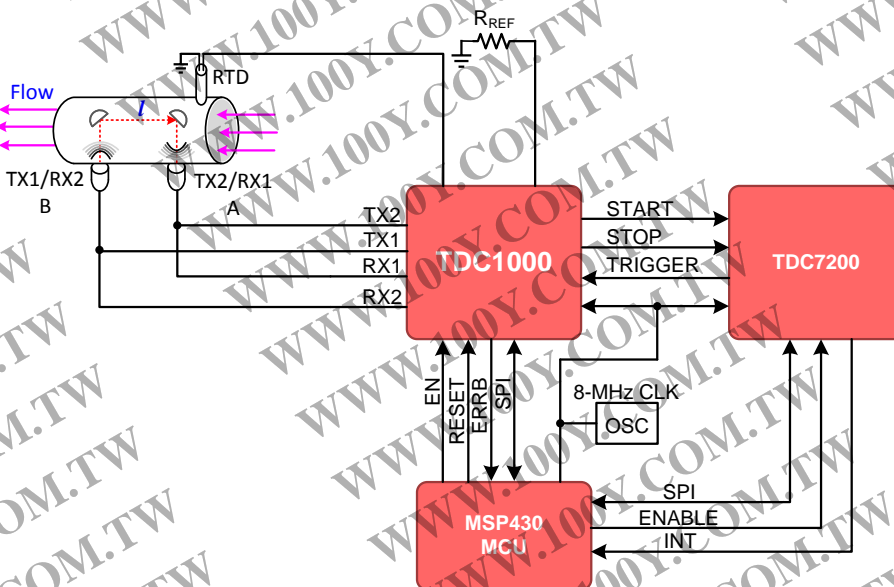 R_REF
RTD
Flow
l
TX1/RX2
B
TX2/RX1
A
TX2
TX1
RX1
RX2
TDC1000
START
STOP
TRIGGER
TDC7200
EN
RESET
ERRB
SPI
8-MHz CLK
OSC
MSP430
MCU
SPI
ENABLE
INT
WWW.100Y.COM.TW